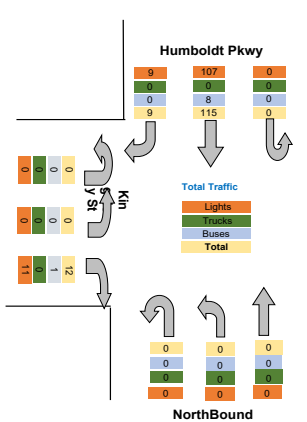 Humboldt Pkwy
9 107 0
0 0 0
0 8 0
9 115 0
0 0 0 0
Kin
y St
0 0 0 0
11 0 1 12
Total Traffic
Lights
Trucks
Buses
Total
0 0 0
0 0 0
0 0 0
0 0 0
NorthBound